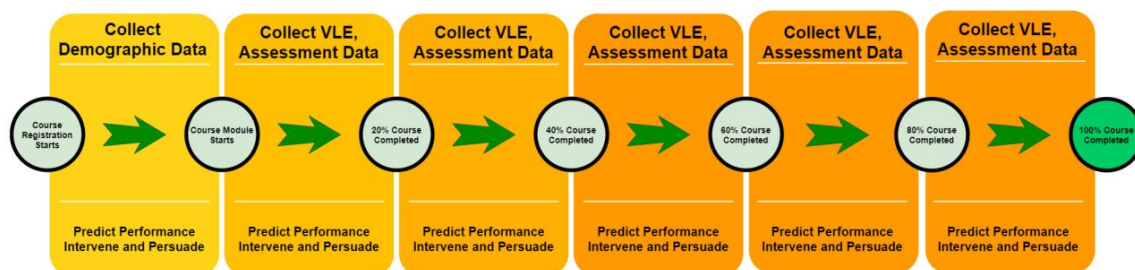 Collect
Demographic Data
Collect VLE,
Assessment Data
Collect VLE,
Assessment Data
Collect VLE,
Assessment Data
Collect VLE,
Assessment Data
Collect VLE,
Assessment Data
Course
Registration
Starts
Course Module
Starts
20% Course
Completed
40% Course
Completed
60% Course
Completed
80% Course
Completed
100% Course
Completed
Predict Performance
Intervene and Persuade
Predict Performance
Intervene and Persuade
Predict Performance
Intervene and Persuade
Predict Performance
Intervene and Persuade
Predict Performance
Intervene and Persuade
Predict Performance
Intervene and Persuade